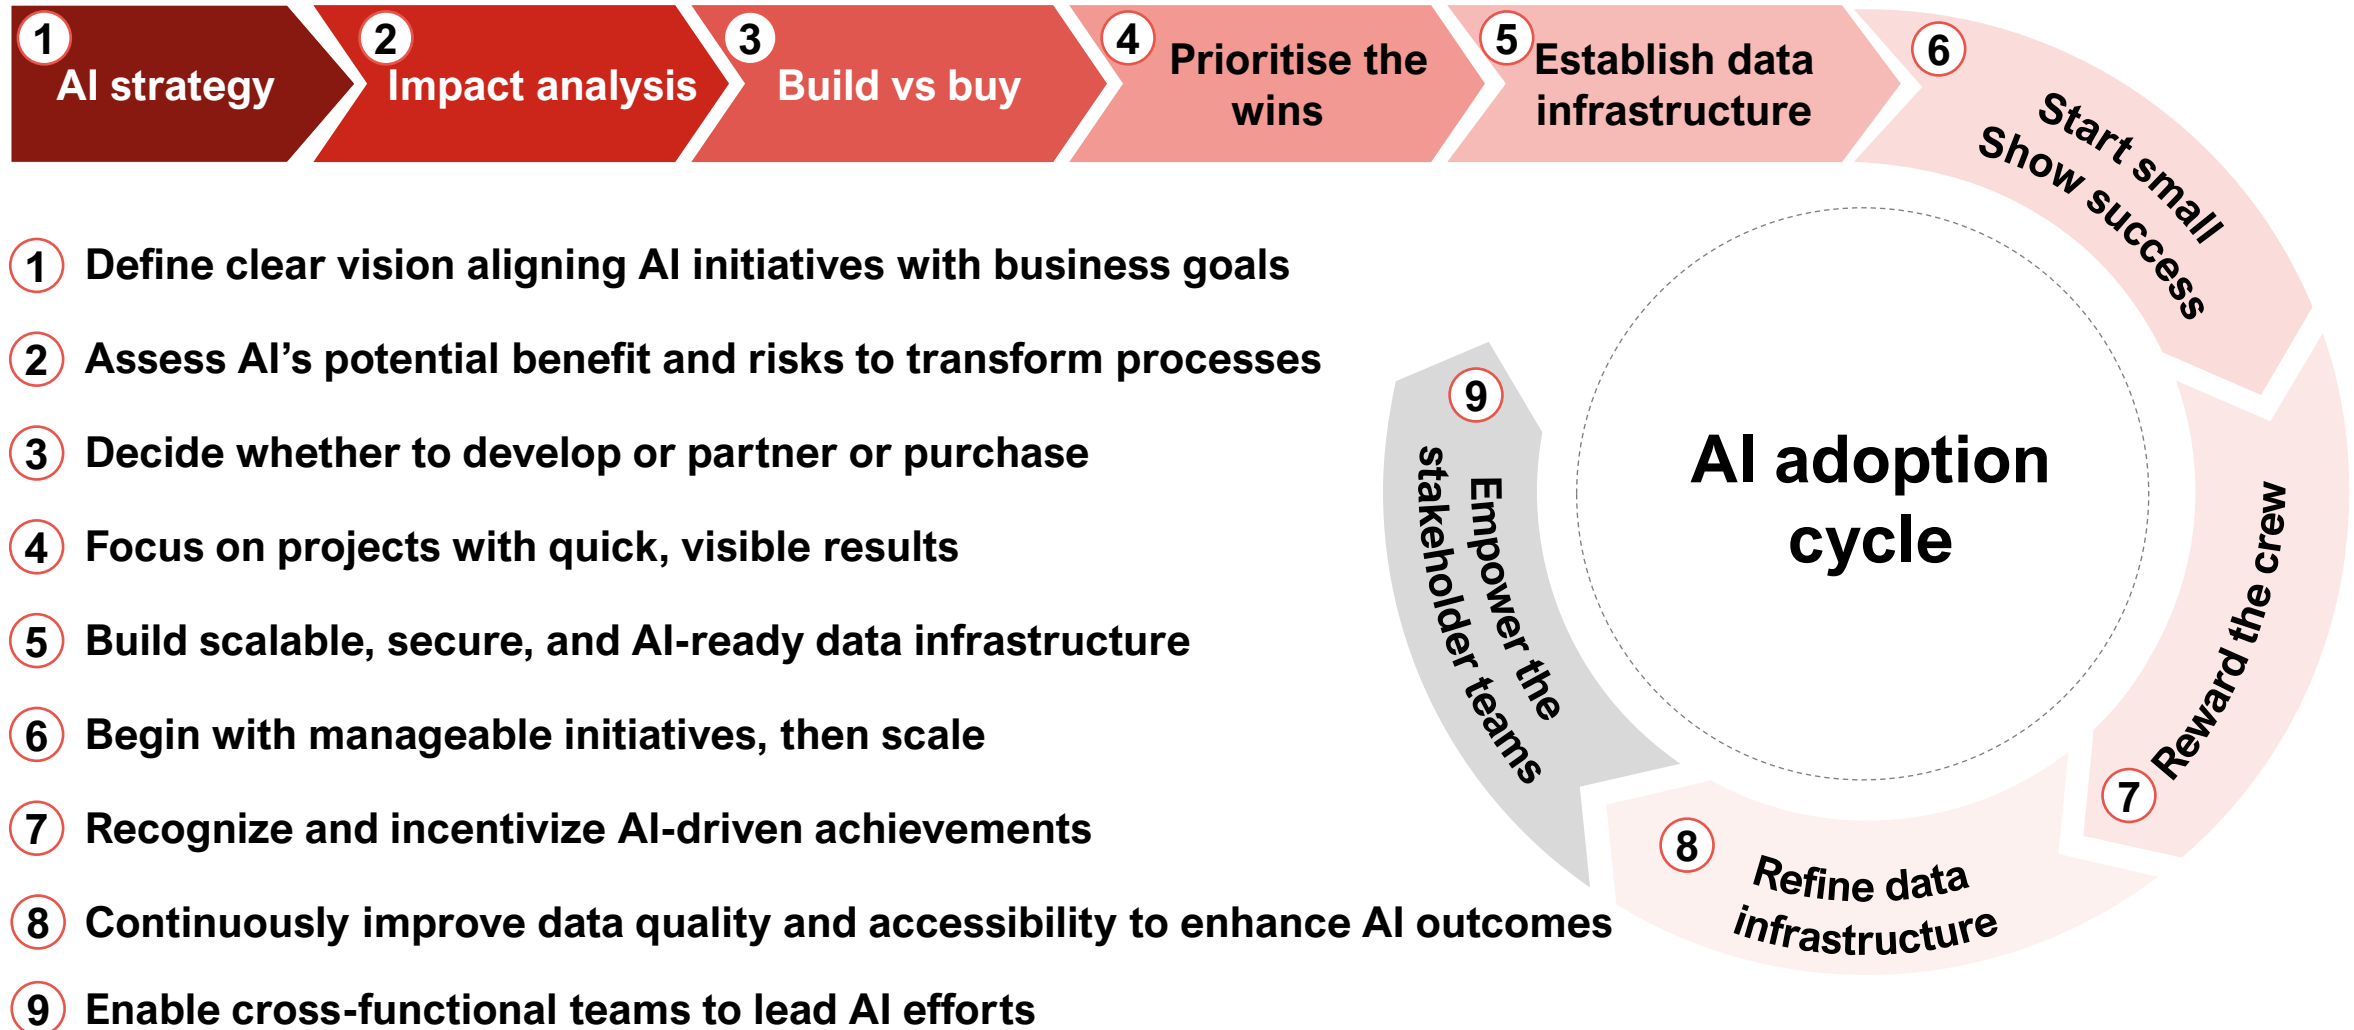 1
AI strategy
2
Impact analysis
3
Build vs buy
4
Prioritise the
wins
5
Establish data
infrastructure
6
Start small
Show success
7
Reward the crew
8
Refine data
infrastructure
9
Empower the
stakeholder teams
AI adoption
cycle
1 Define clear vision aligning AI initiatives with business goals
2 Assess AI’s potential benefit and risks to transform processes
3 Decide whether to develop or partner or purchase
4 Focus on projects with quick, visible results
5 Build scalable, secure, and AI-ready data infrastructure
6 Begin with manageable initiatives, then scale
7 Recognize and incentivize AI-driven achievements
8 Continuously improve data quality and accessibility to enhance AI outcomes
9 Enable cross-functional teams to lead AI efforts